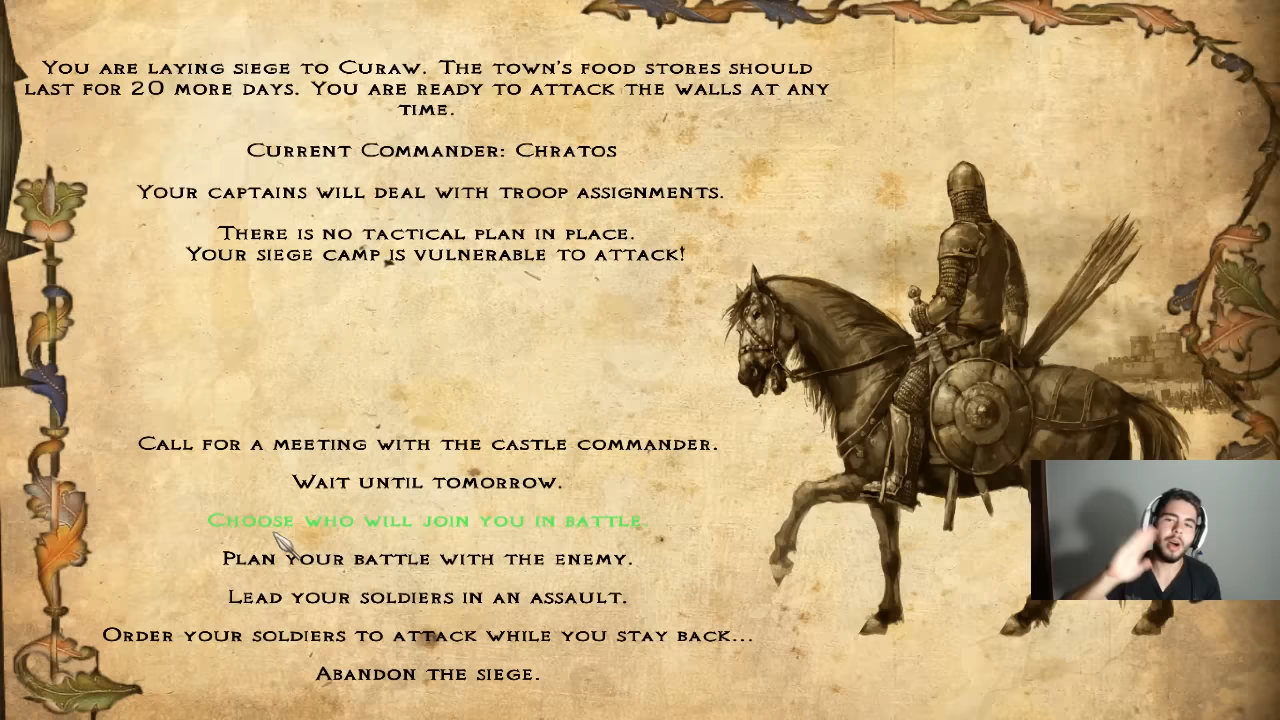 You are laying siege to Curaw. The town's food stores should
last for 20 more days. You are ready to attack the walls at any
time.
Current Commander: Chratos
Your captains will deal with troop assignments.
There is no tactical plan in place.
Your siege camp is vulnerable to attack!
Call for a meeting with the castle commander.
Wait until tomorrow.
Choose who will join you in battle.
Plan your battle with the enemy.
Lead your soldiers in an assault.
Order your soldiers to attack while you stay back...
Abandon the siege.